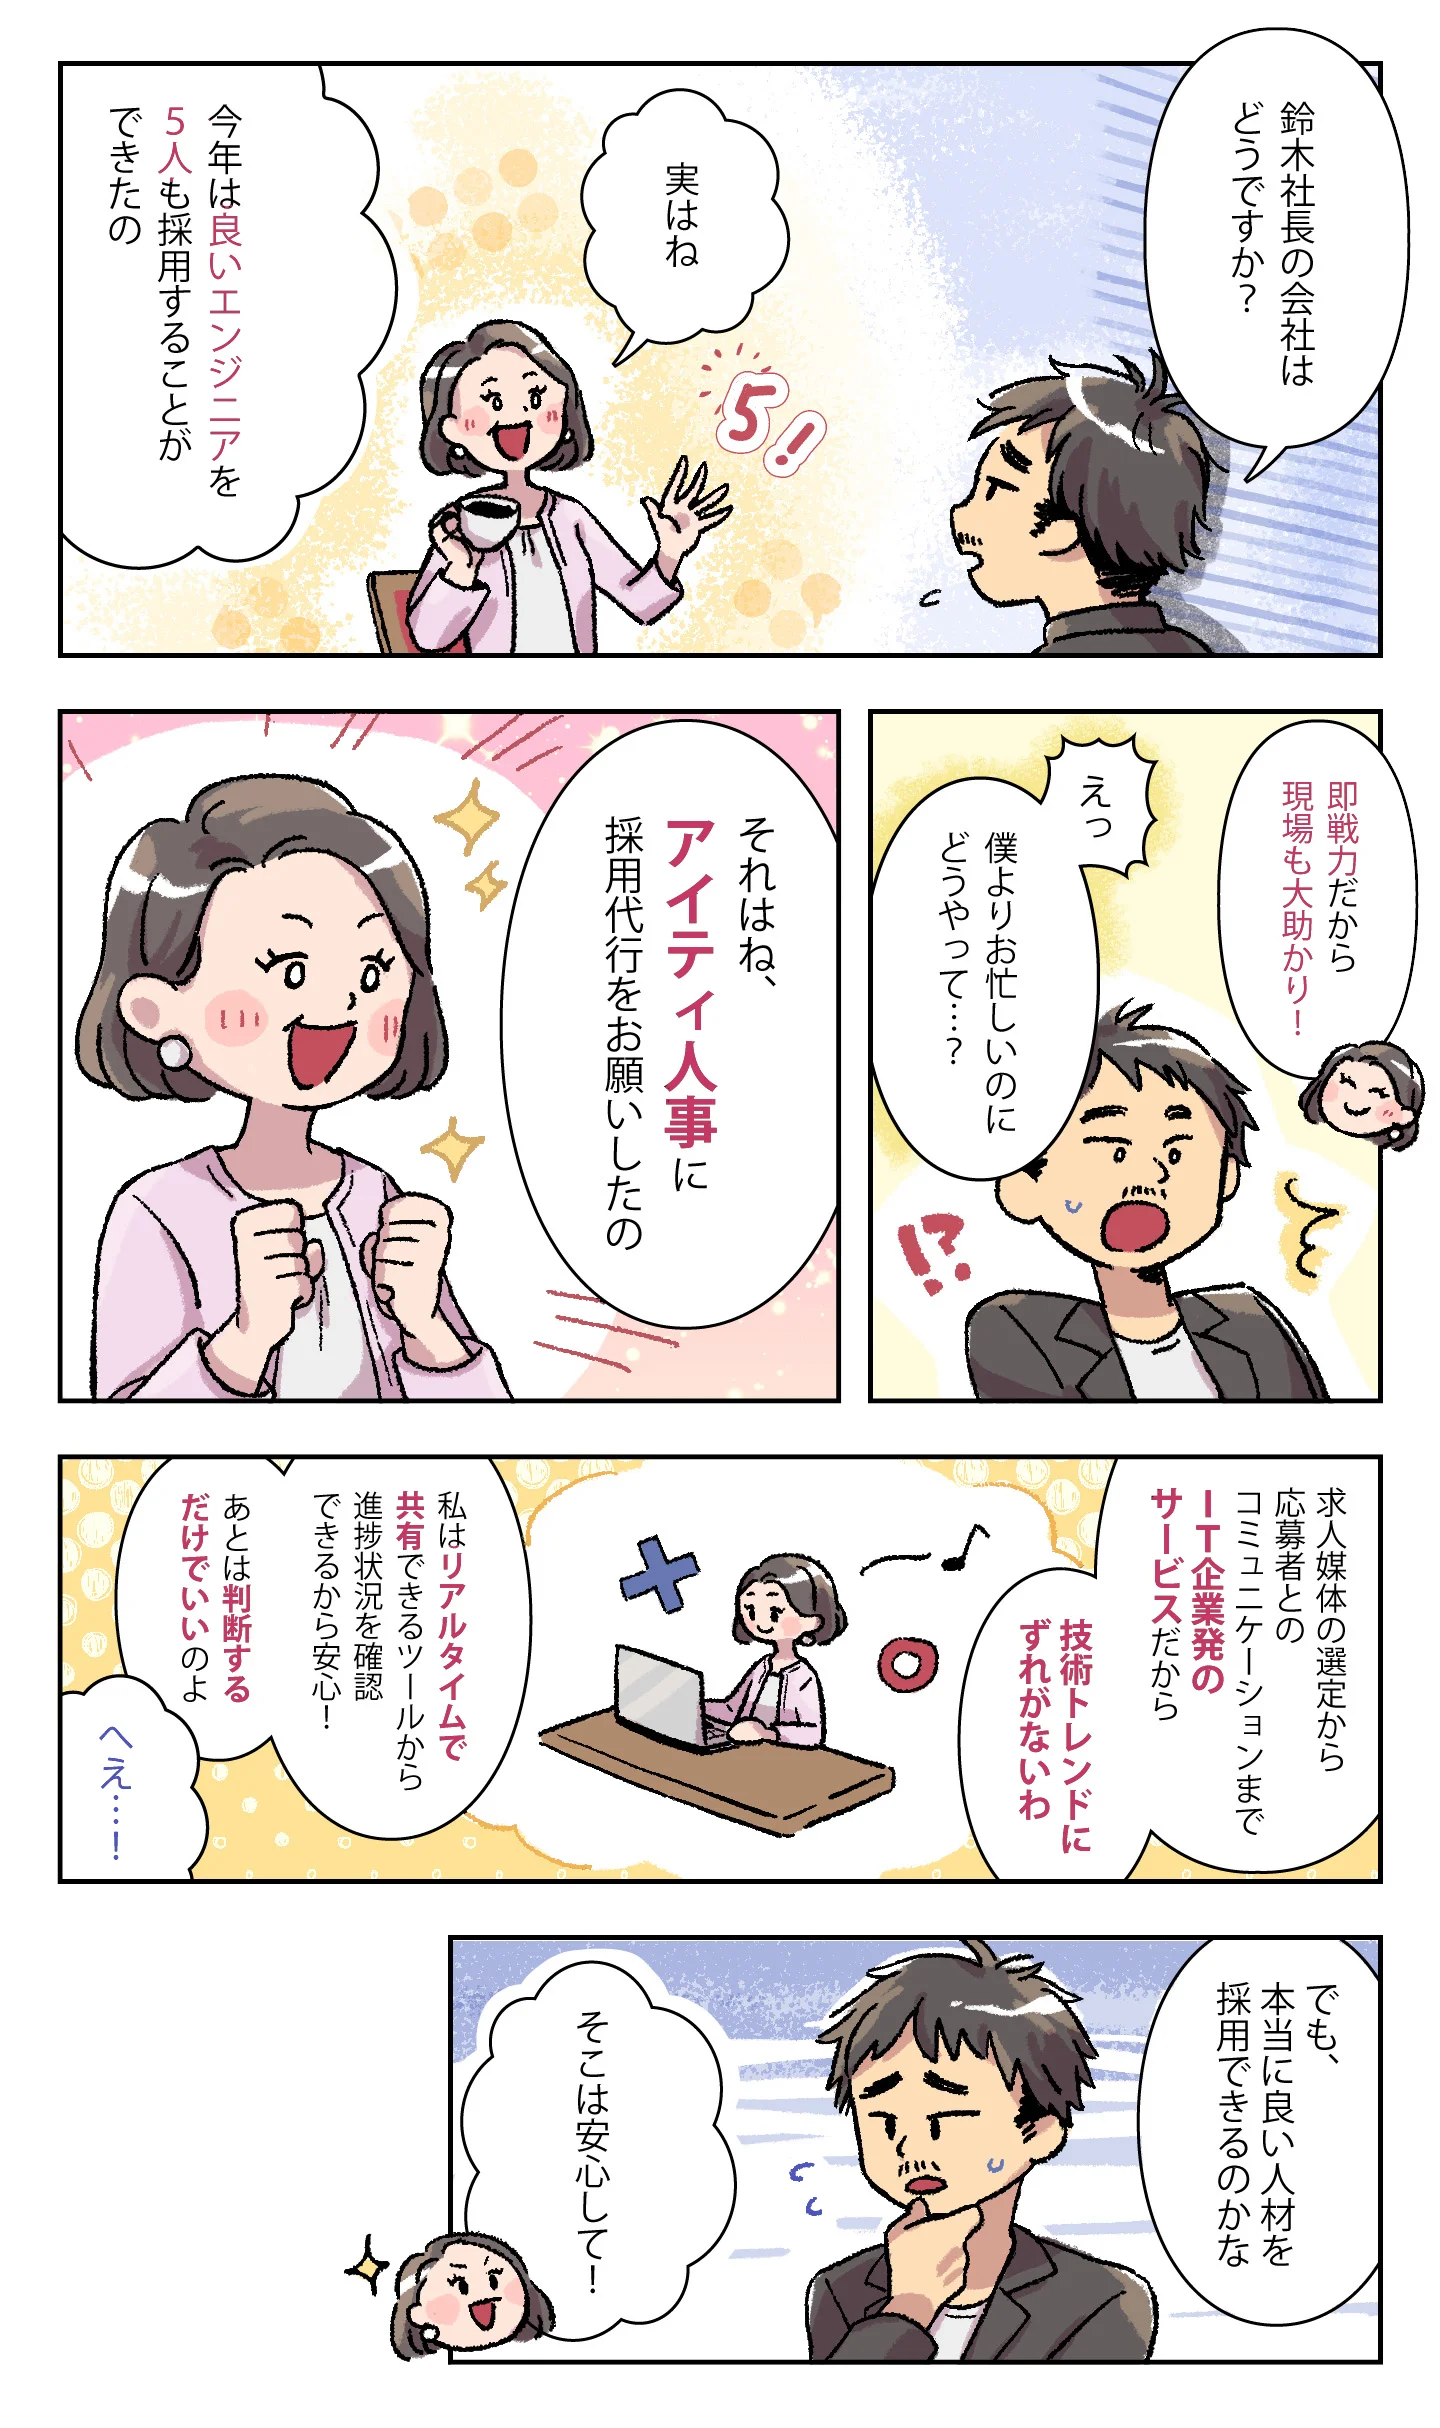 鈴木社長の会社は
どうですか？
実はね
5！
今年は良いエンジニアを
５人も採用することが
できたの
即戦力だから
現場も大助かり！
えっ
僕よりお忙しいのに
どうやって…？
!?
それはね、
アイティ人事に
採用代行をお願いしたの
求人媒体の選定から
応募者との
コミュニケーションまで
ＩＴ企業発の
サービスだから
技術トレンドに
ずれがないわ
私はリアルタイムで
共有できるツールから
進捗状況を確認
できるから安心！
あとは判断する
だけでいいのよ
へえ…！
でも、
本当に良い人材を
採用できるのかな
そこは安心して！